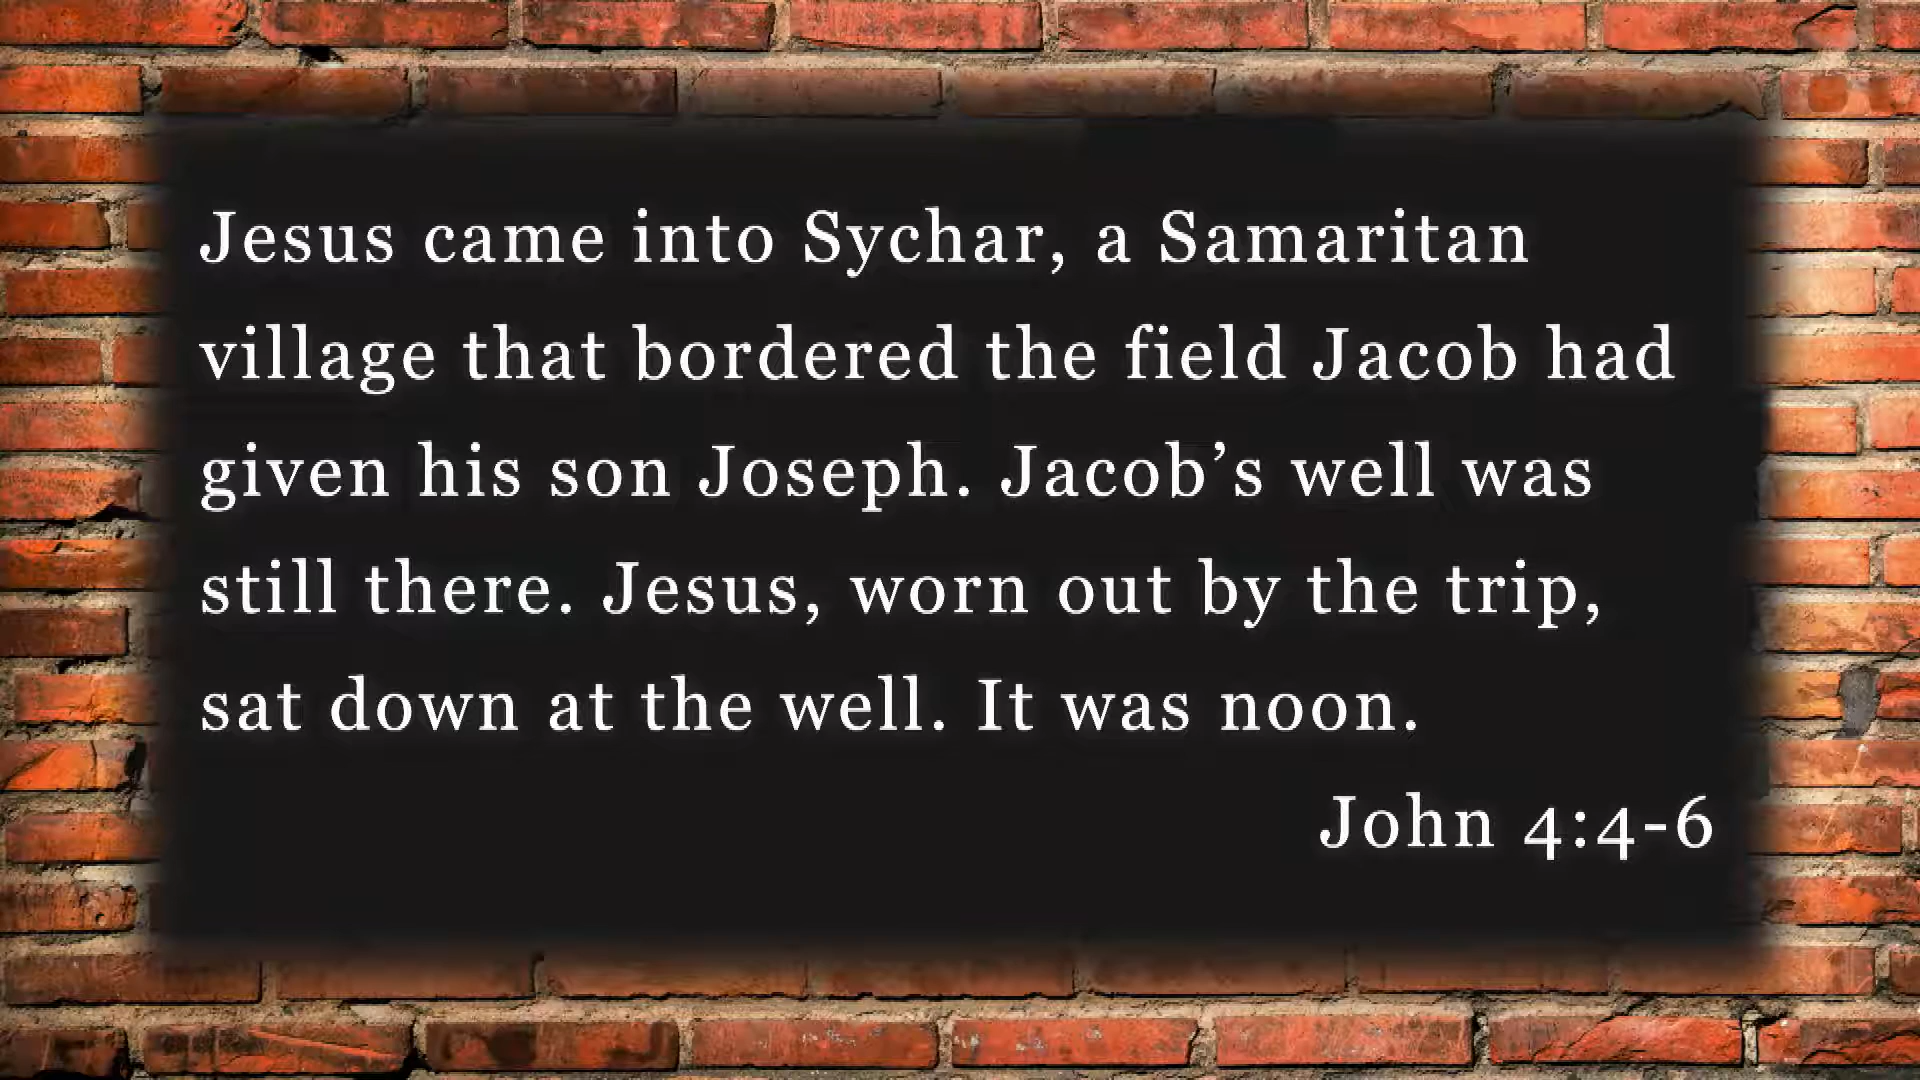 Jesus came into Sychar, a Samaritan
village that bordered the field Jacob had
given his son Joseph. Jacob’s well was
still there. Jesus, worn out by the trip,
sat down at the well. It was noon.
John 4:4-6